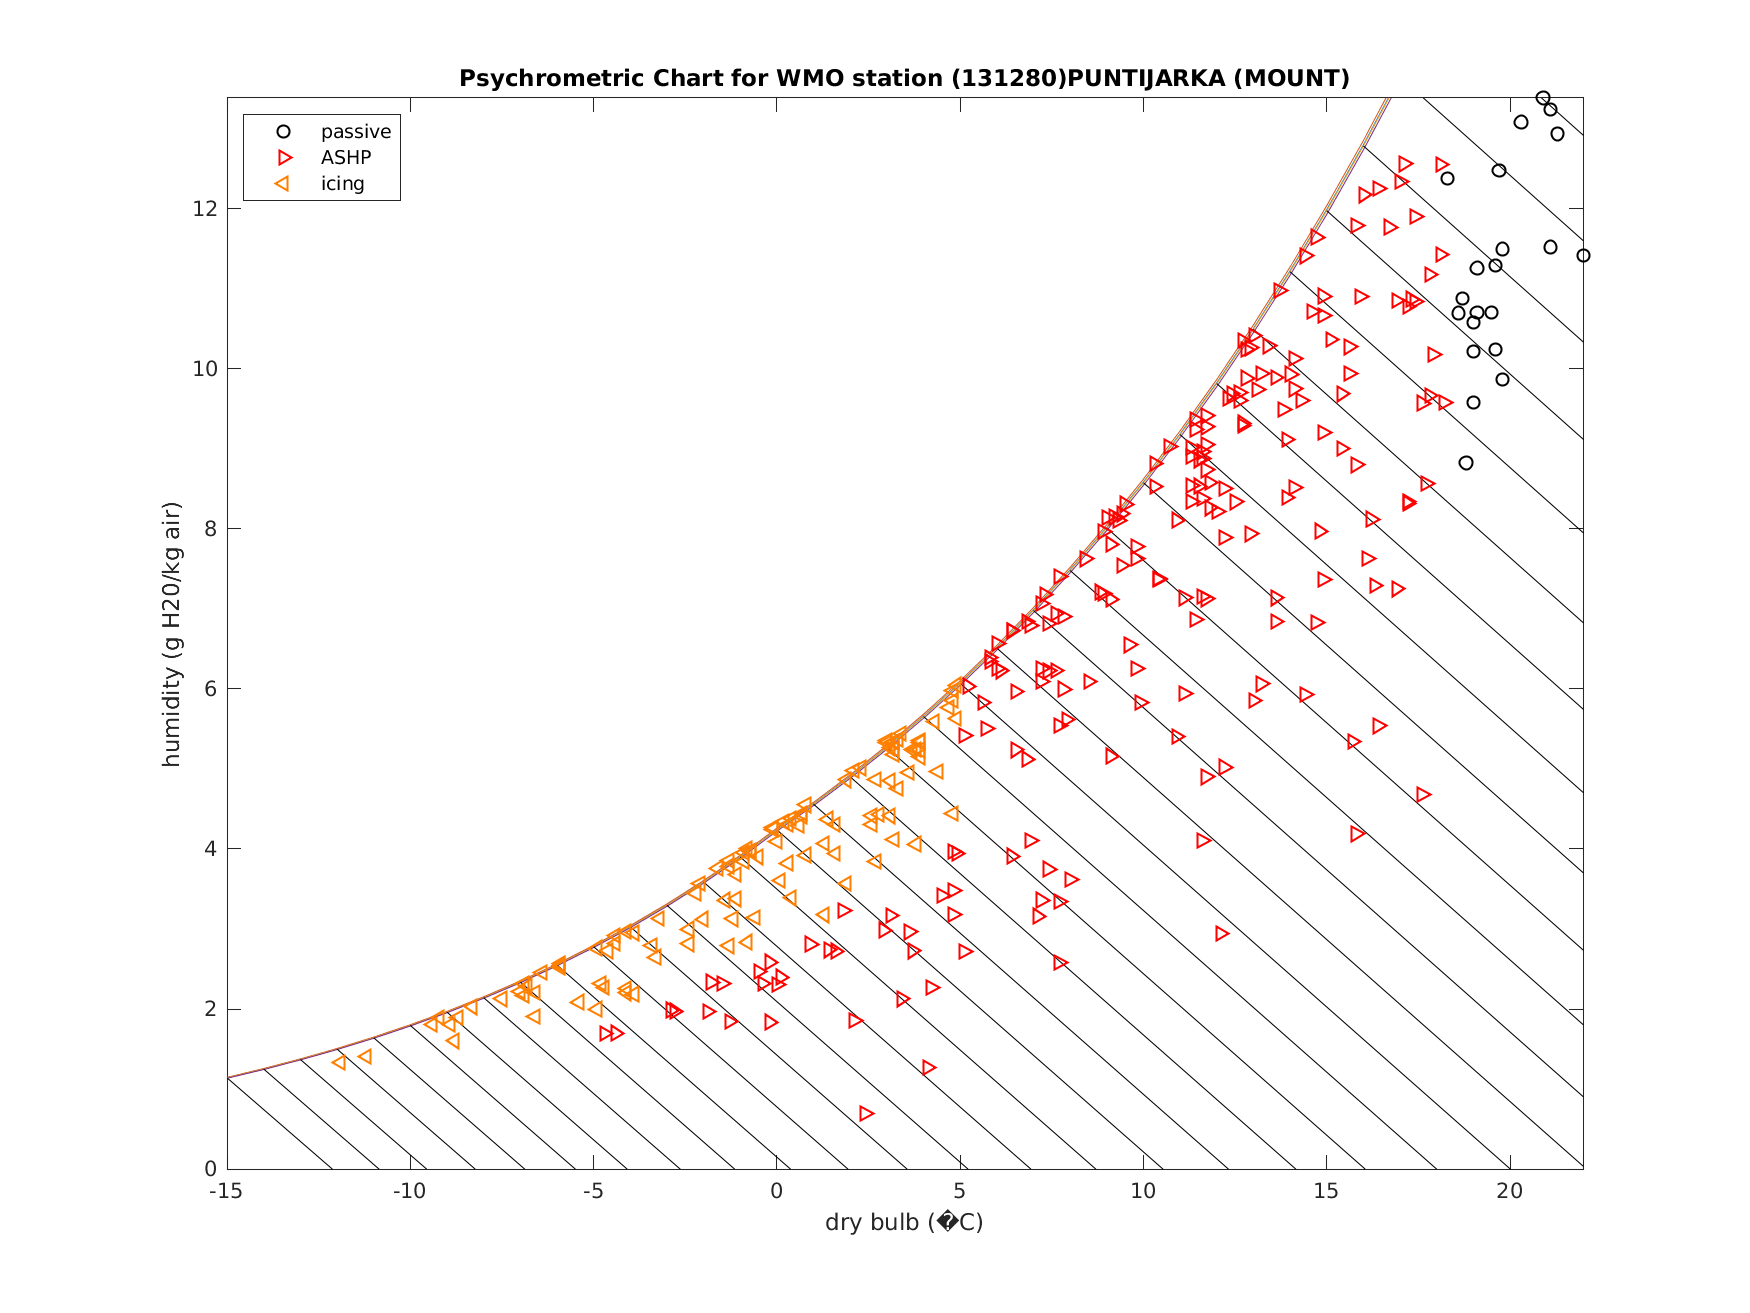 Psychrometric Chart for WMO station (131280)PUNTIJARKA (MOUNT)
passive
ASHP
icing
humidity (g H20/kg air)
12
10
8
6
4
2
0
-15 -10 -5 0 5 10 15 20
dry bulb (�C)